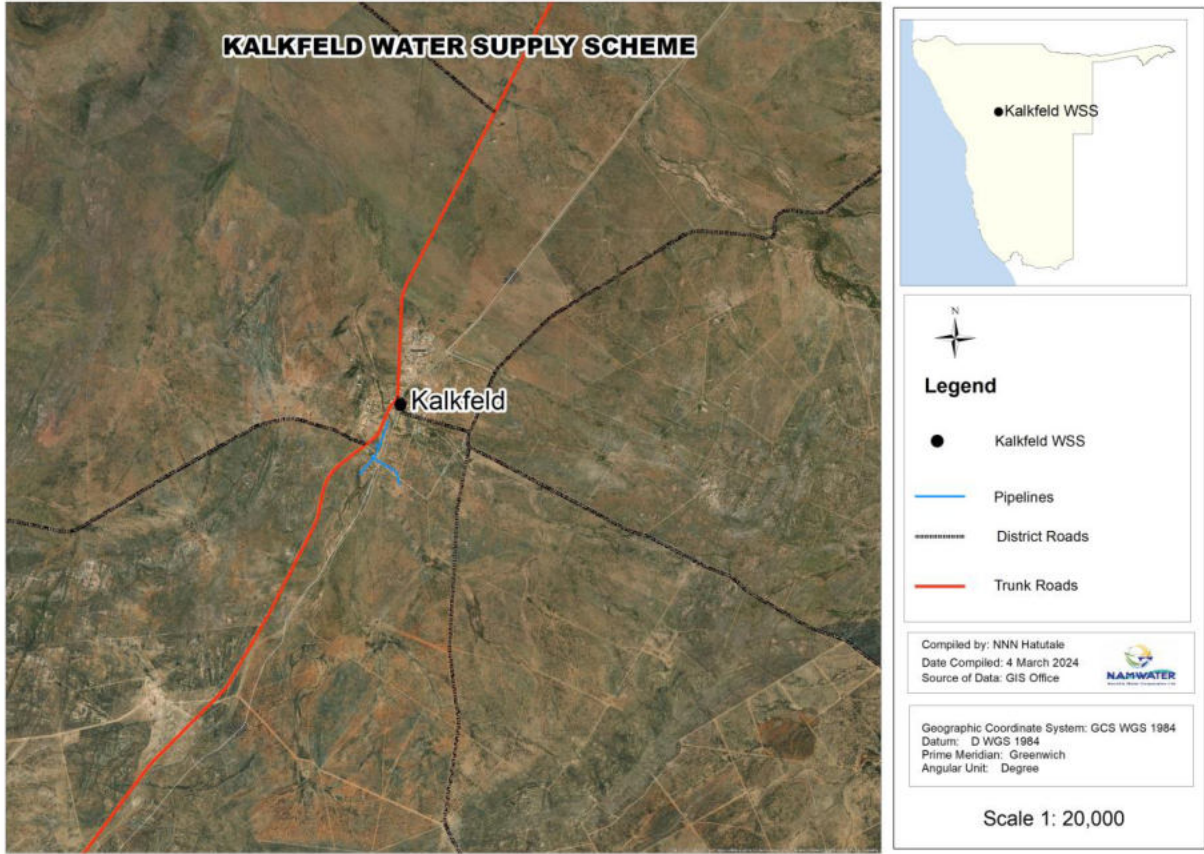 KALKFELD WATER SUPPLY SCHEME
Kalkfeld
Kalkfeld WSS
N
Legend
Kalkfeld WSS
Pipelines
District Roads
Trunk Roads
Compiled by: NNN Hatutale
Date Compiled: 4 March 2024
Source of Data: GIS Office
NAMWATER
Geographic Coordinate System: GCS WGS 1984
Datum: D WGS 1984
Prime Meridian: Greenwich
Angular Unit: Degree
Scale 1: 20,000